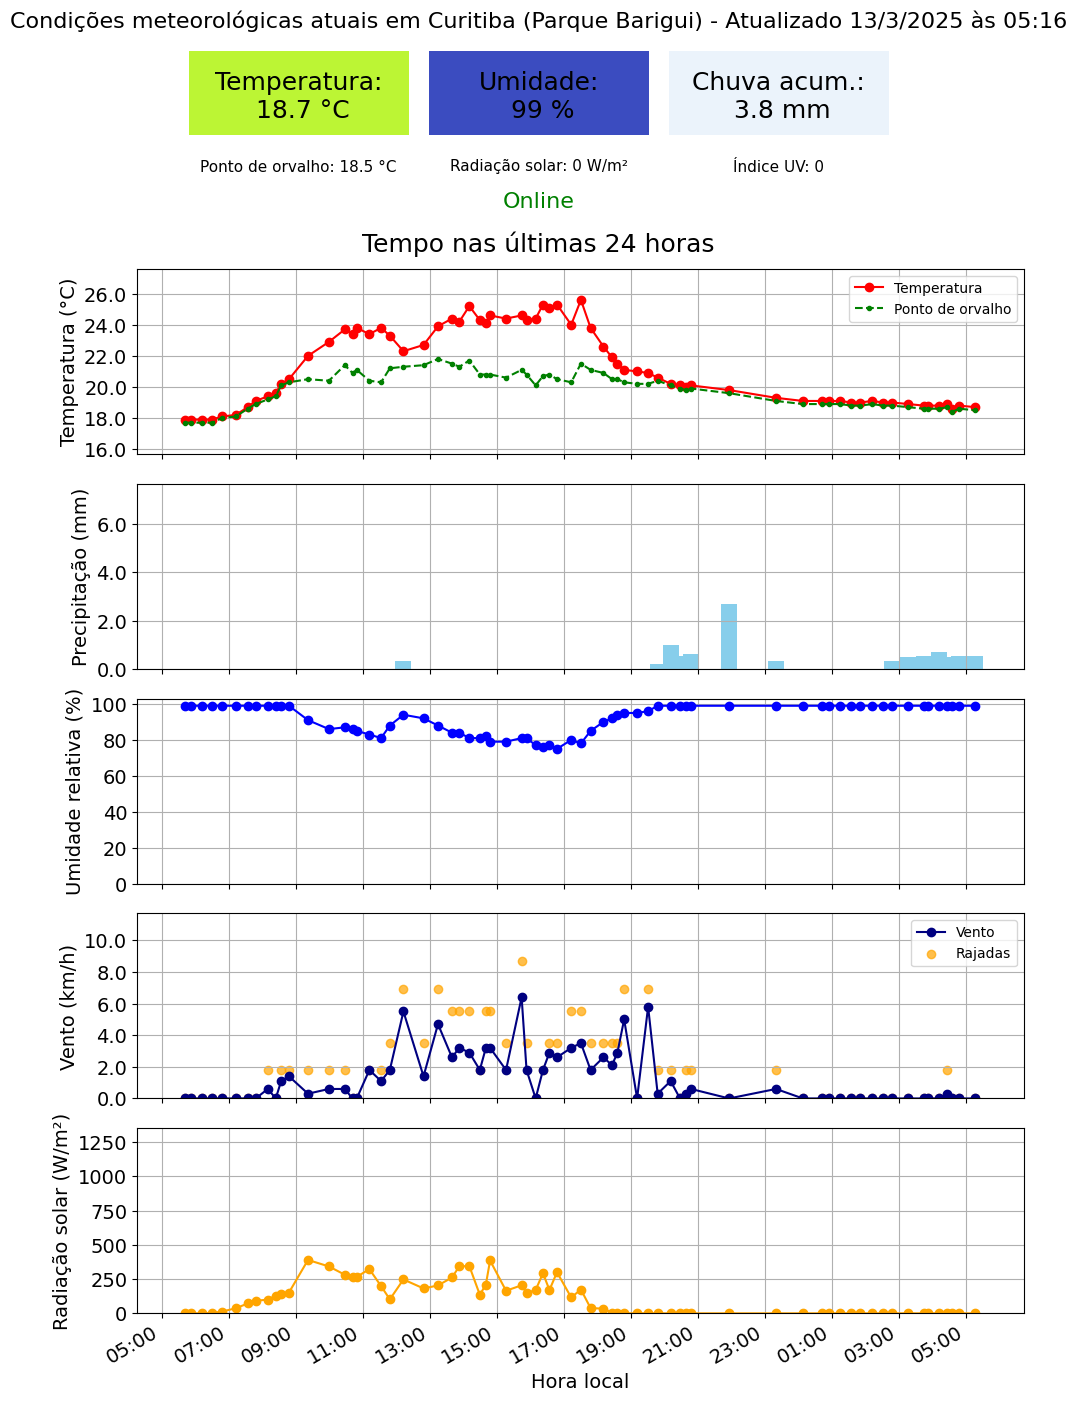 Condições meteorológicas atuais em Curitiba (Parque Barigui) - Atualizado 13/3/2025 às 05:16
Temperatura:
18.7 °C
Umidade:
99 %
Chuva acum.:
3.8 mm
Ponto de orvalho: 18.5 °C
Radiação solar: 0 W/m²
Índice UV: 0
Online
Tempo nas últimas 24 horas
Temperatura (°C)
26.0
24.0
22.0
20.0
18.0
16.0
Temperatura
Ponto de orvalho
Precipitação (mm)
6.0
4.0
2.0
0.0
Umidade relativa (%)
100
80
60
40
20
0
Vento (km/h)
10.0
8.0
6.0
4.0
2.0
0.0
Vento
Rajadas
Radiação solar (W/m²)
1250
1000
750
500
250
0
05:00
07:00
09:00
11:00
13:00
15:00
17:00
19:00
21:00
23:00
01:00
03:00
05:00
Hora local